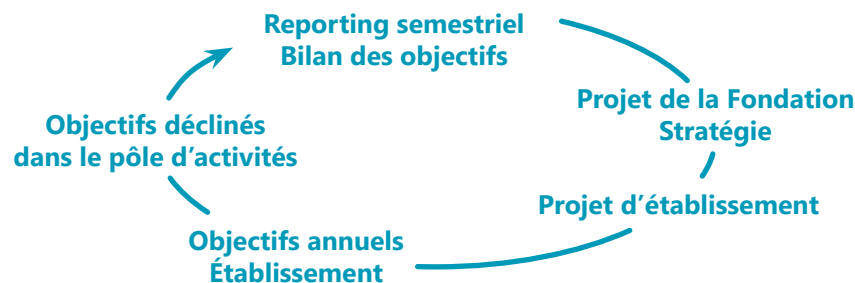 Reporting semestriel
Bilan des objectifs
Projet de la Fondation
Stratégie
Projet d'établissement
Objectifs annuels
Établissement
Objectifs déclinés
dans le pôle d'activités